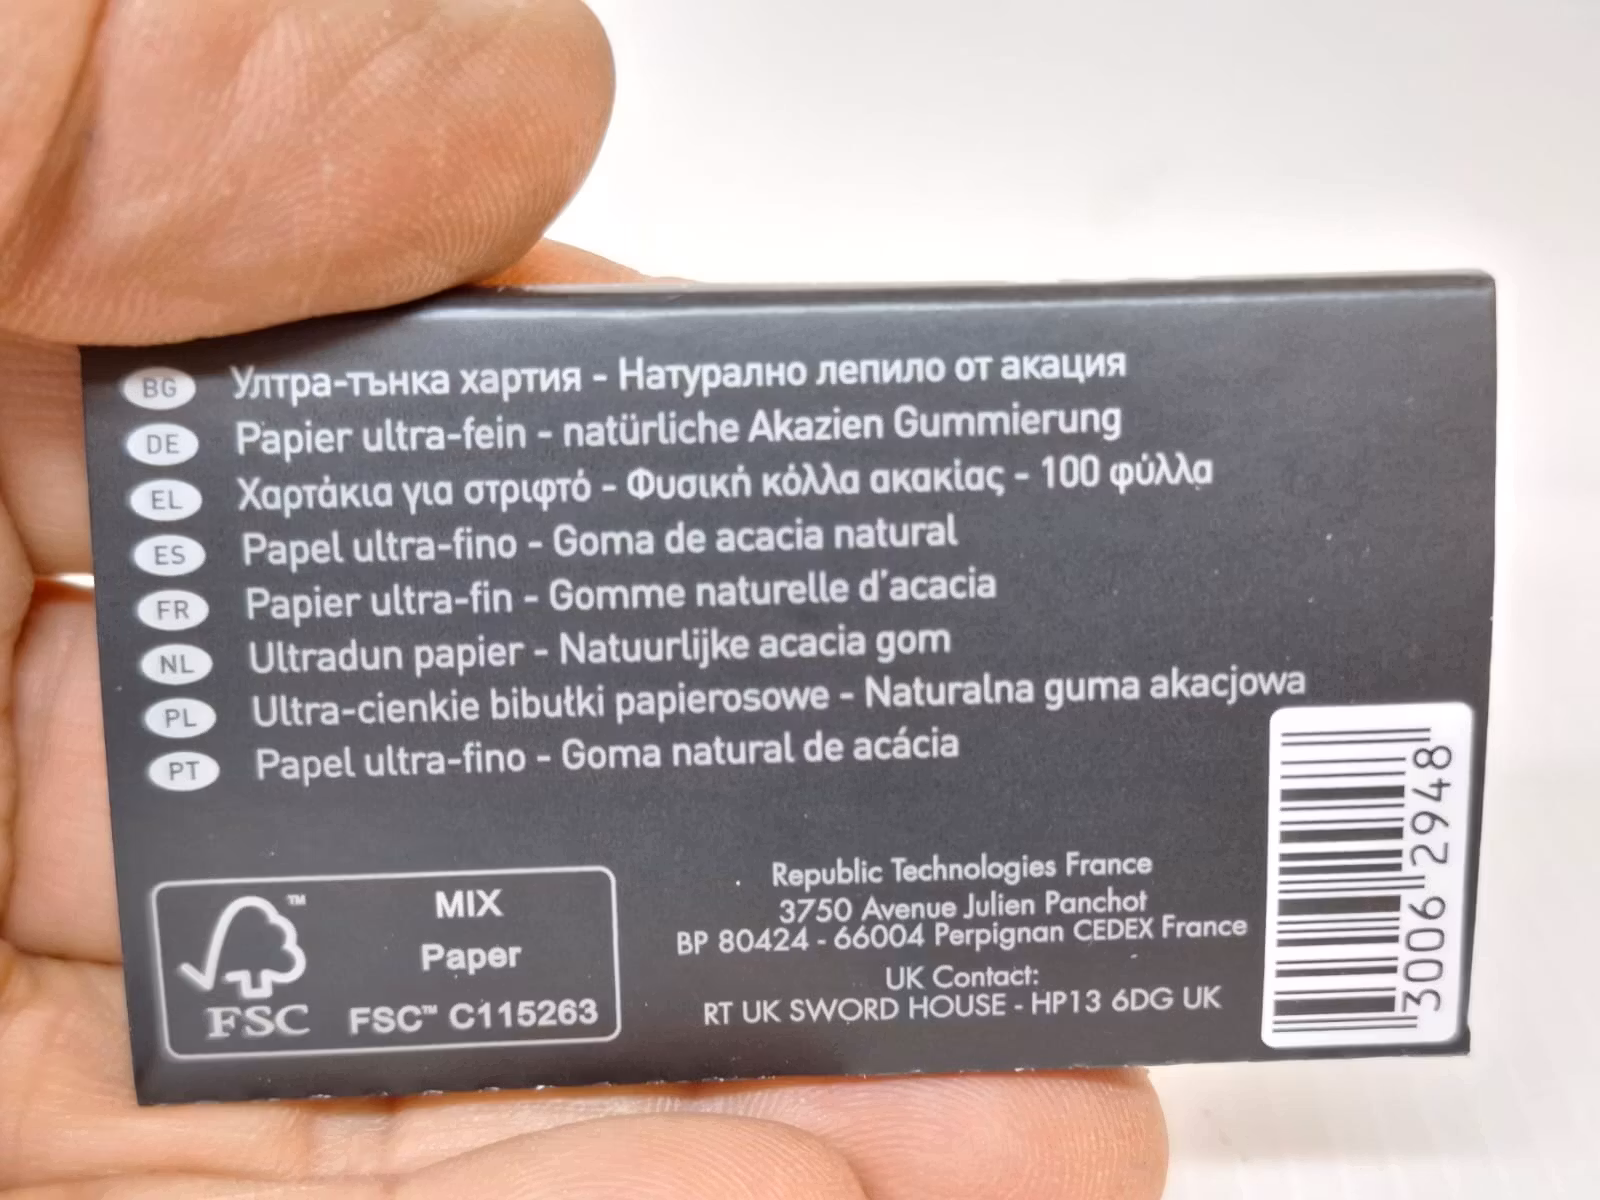 BG Ултра-тънка хартия - Натурално лепило от акация
DE Papier ultra-fein - natürliche Akazien Gummierung
EL Χαρτάκια για στριφτό - Φυσική κόλλα ακακίας - 100 φύλλα
ES Papel ultra-fino - Goma de acacia natural
FR Papier ultra-fin - Gomme naturelle d'acacia
NL Ultradun papier - Natuurlijke acacia gom
PL Ultra-cienkie bibułki papierosowe - Naturalna guma akacjowa
PT Papel ultra-fino - Goma natural de acácia
™
FSC
MIX
Paper
FSC™ C115263
Republic Technologies France
3750 Avenue Julien Panchot
BP 80424 - 66004 Perpignan CEDEX France
UK Contact:
RT UK SWORD HOUSE - HP13 6DG UK
3006 2948